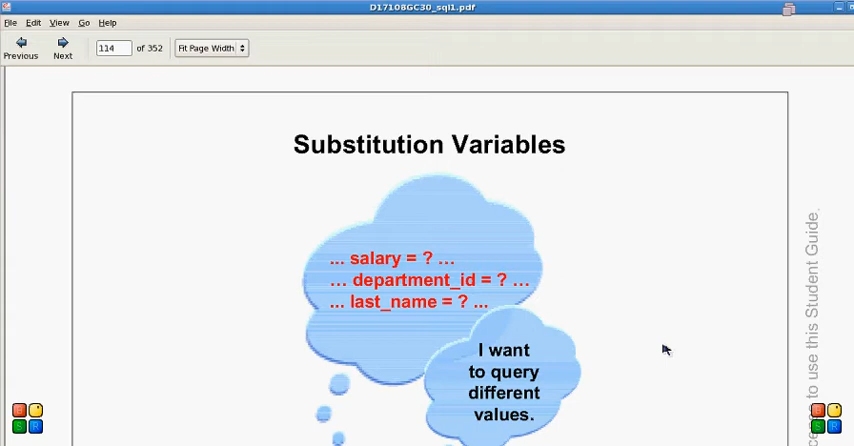 D17108GC30_sql1.pdf
File Edit View Go Help
Previous Next 114 of 352 Fit Page Width
Substitution Variables
... salary = ? …
… department_id = ? …
... last_name = ? ...
I want
to query
different
values.
to use this Student Guide.
B S R
B S R